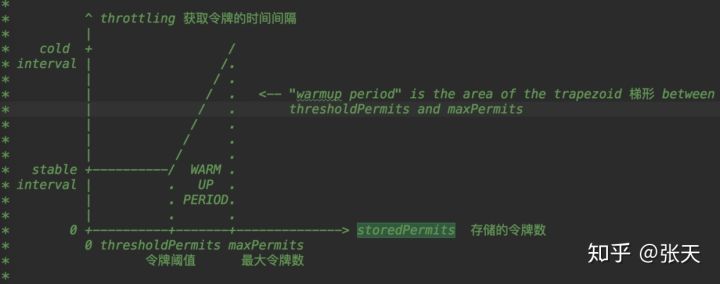 * ^ throttling 获取令牌的时间间隔
* |
* cold + /
* interval | /.
* | / .
* | / . <-- "warmup period" is the area of the trapezoid 梯形 between
* | / . thresholdPermits and maxPermits
* | / .
* | / .
* | / .
* stable +----------/ WARM .
* interval | . UP .
* | . PERIOD.
* | . .
* 0 +----------+-------+--------------> storedPermits 存储的令牌数
* 0 thresholdPermits maxPermits
* 令牌阈值 最大令牌数
*
知乎 @张天